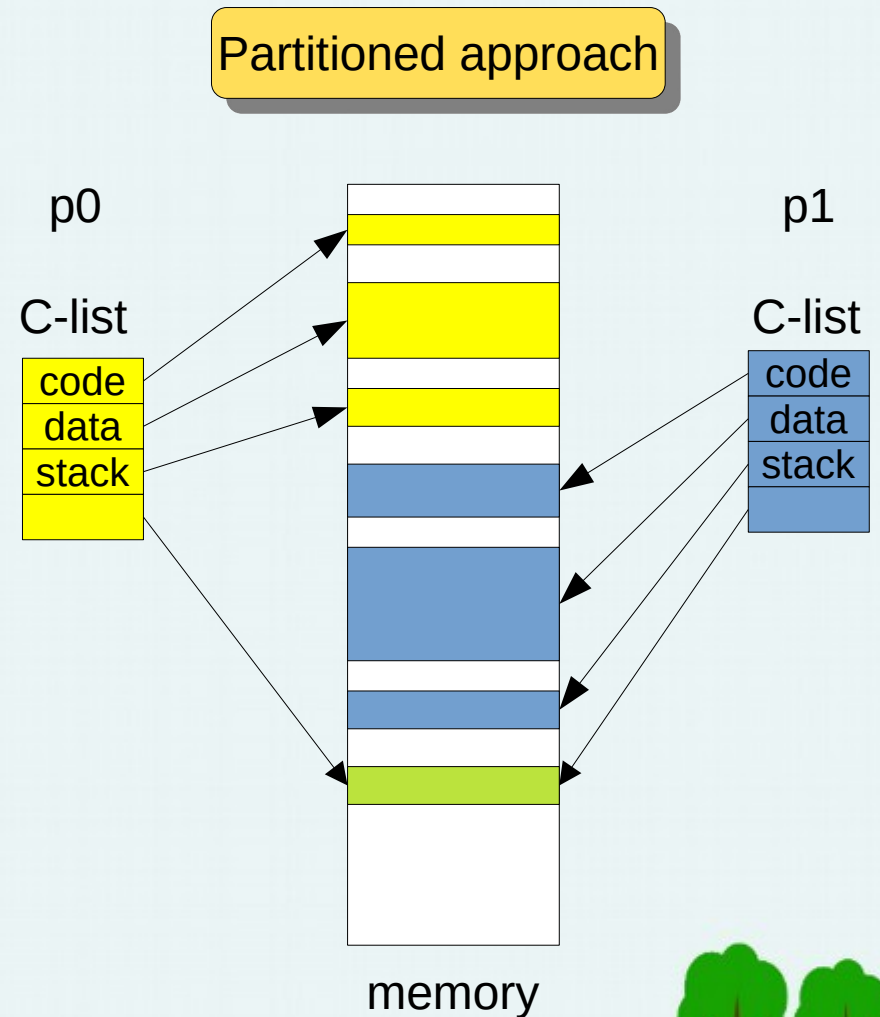 Partitioned approach
p0
C-list
code
data
stack
p1
C-list
code
data
stack
memory